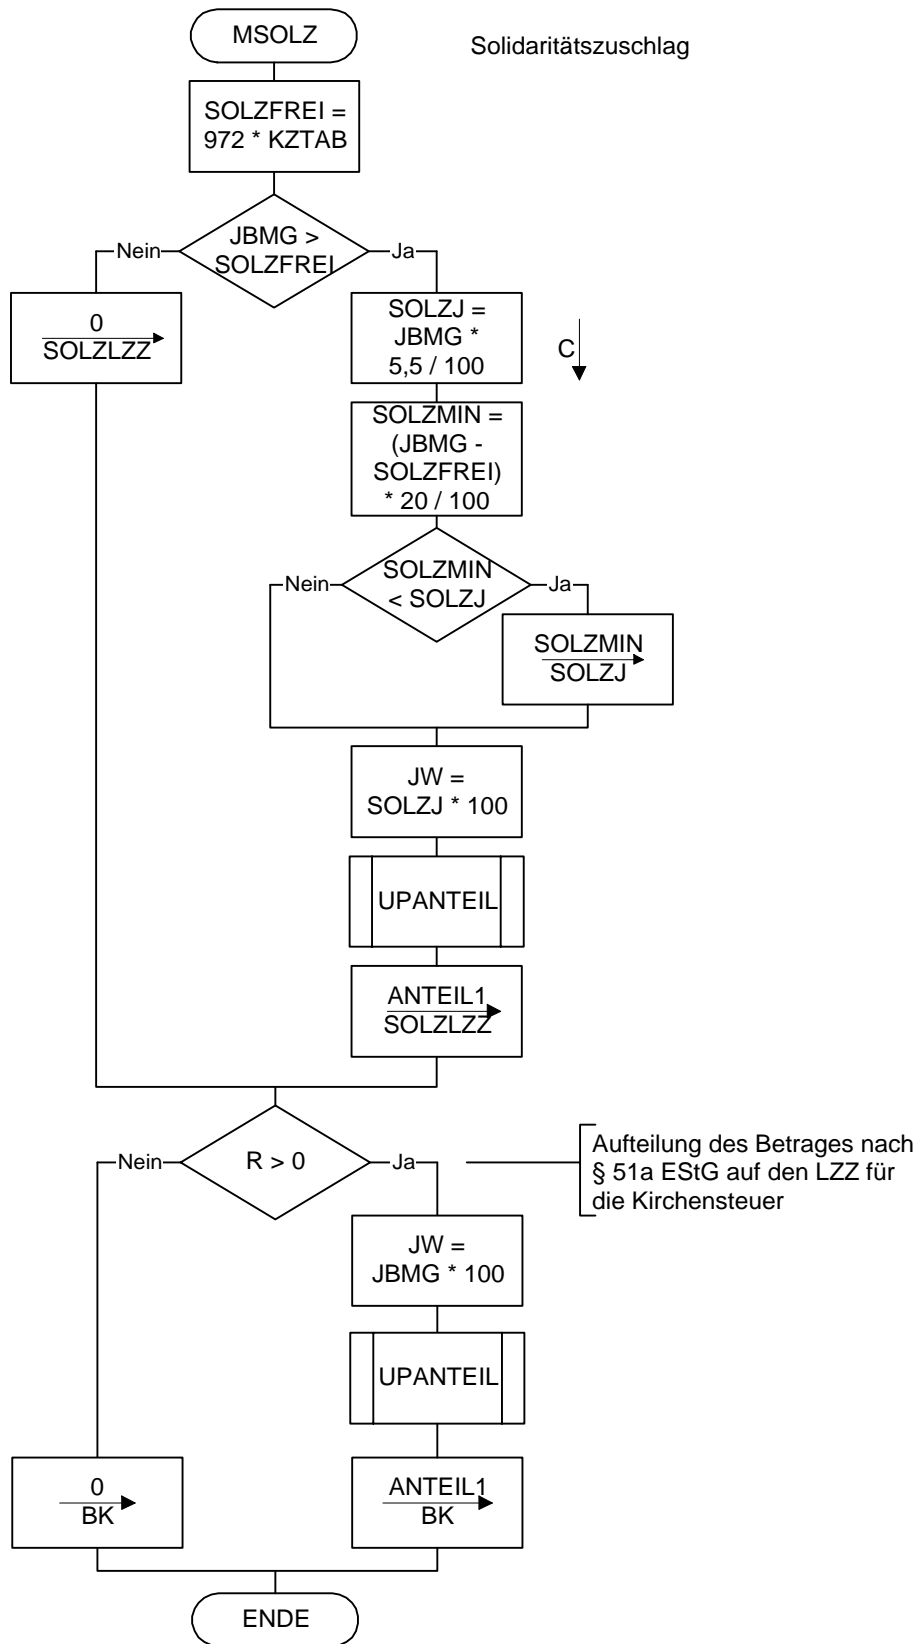 MSOLZ
Solidaritätszuschlag
SOLZFREI =
972 * KZTAB
JBMG >
SOLZFREI
Nein
Ja
0
SOLZLZZ
SOLZJ =
JBMG *
5,5 / 100
C
SOLZMIN =
(JBMG -
SOLZFREI)
* 20 / 100
SOLZMIN
< SOLZJ
Nein
Ja
SOLZMIN
SOLZJ
JW =
SOLZJ * 100
UPANTEIL
ANTEIL1
SOLZLZZ
R > 0
Nein
Ja
Aufteilung des Betrages nach
§ 51a EStG auf den LZZ für
die Kirchensteuer
JW =
JBMG * 100
UPANTEIL
0
BK
ANTEIL1
BK
ENDE